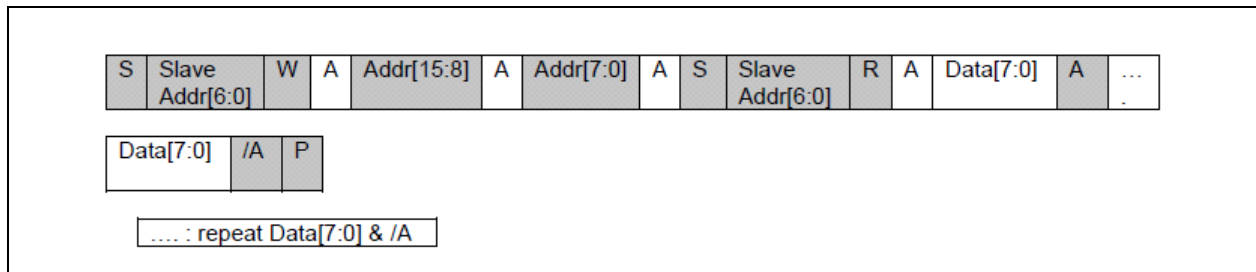 S Slave W A Addr[15:8] A Addr[7:0] A S Slave R A Data[7:0] A ...
Addr[6:0] Addr[6:0] .
Data[7:0] /A P
.... : repeat Data[7:0] & /A